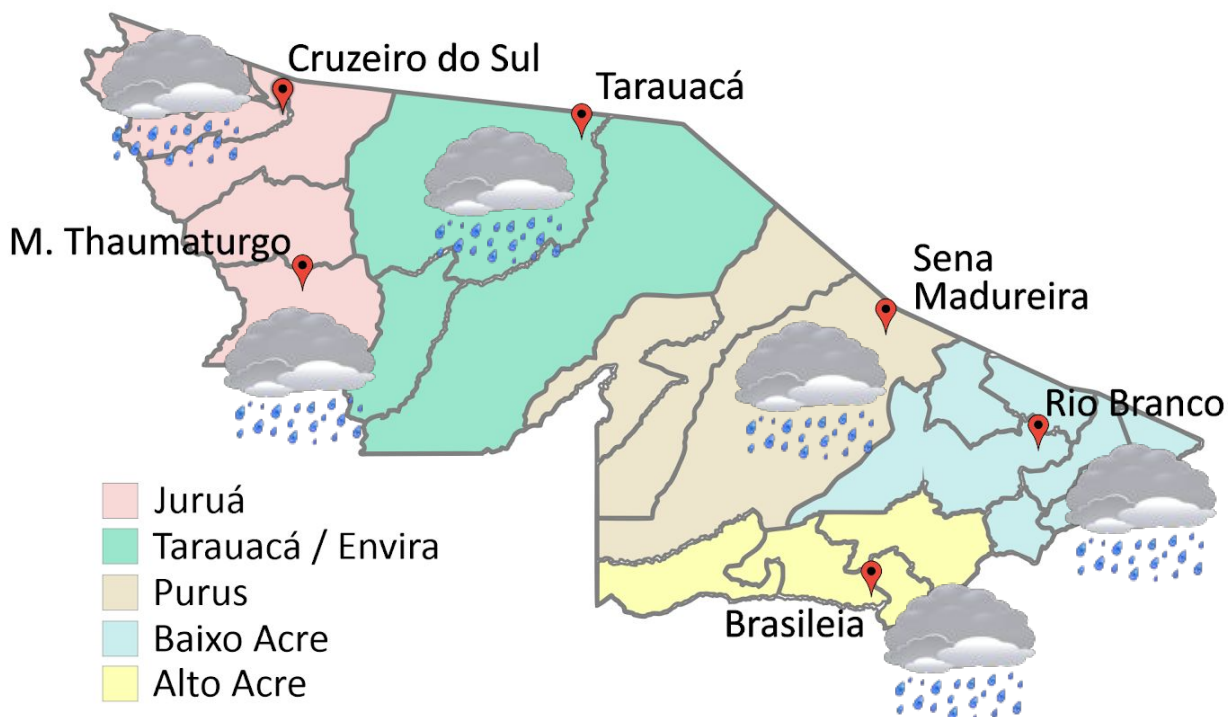 Cruzeiro do Sul
Tarauacá
M. Thaumaturgo
Sena
Madureira
Rio Branco
Brasileia
Juruá
Tarauacá / Envira
Purus
Baixo Acre
Alto Acre